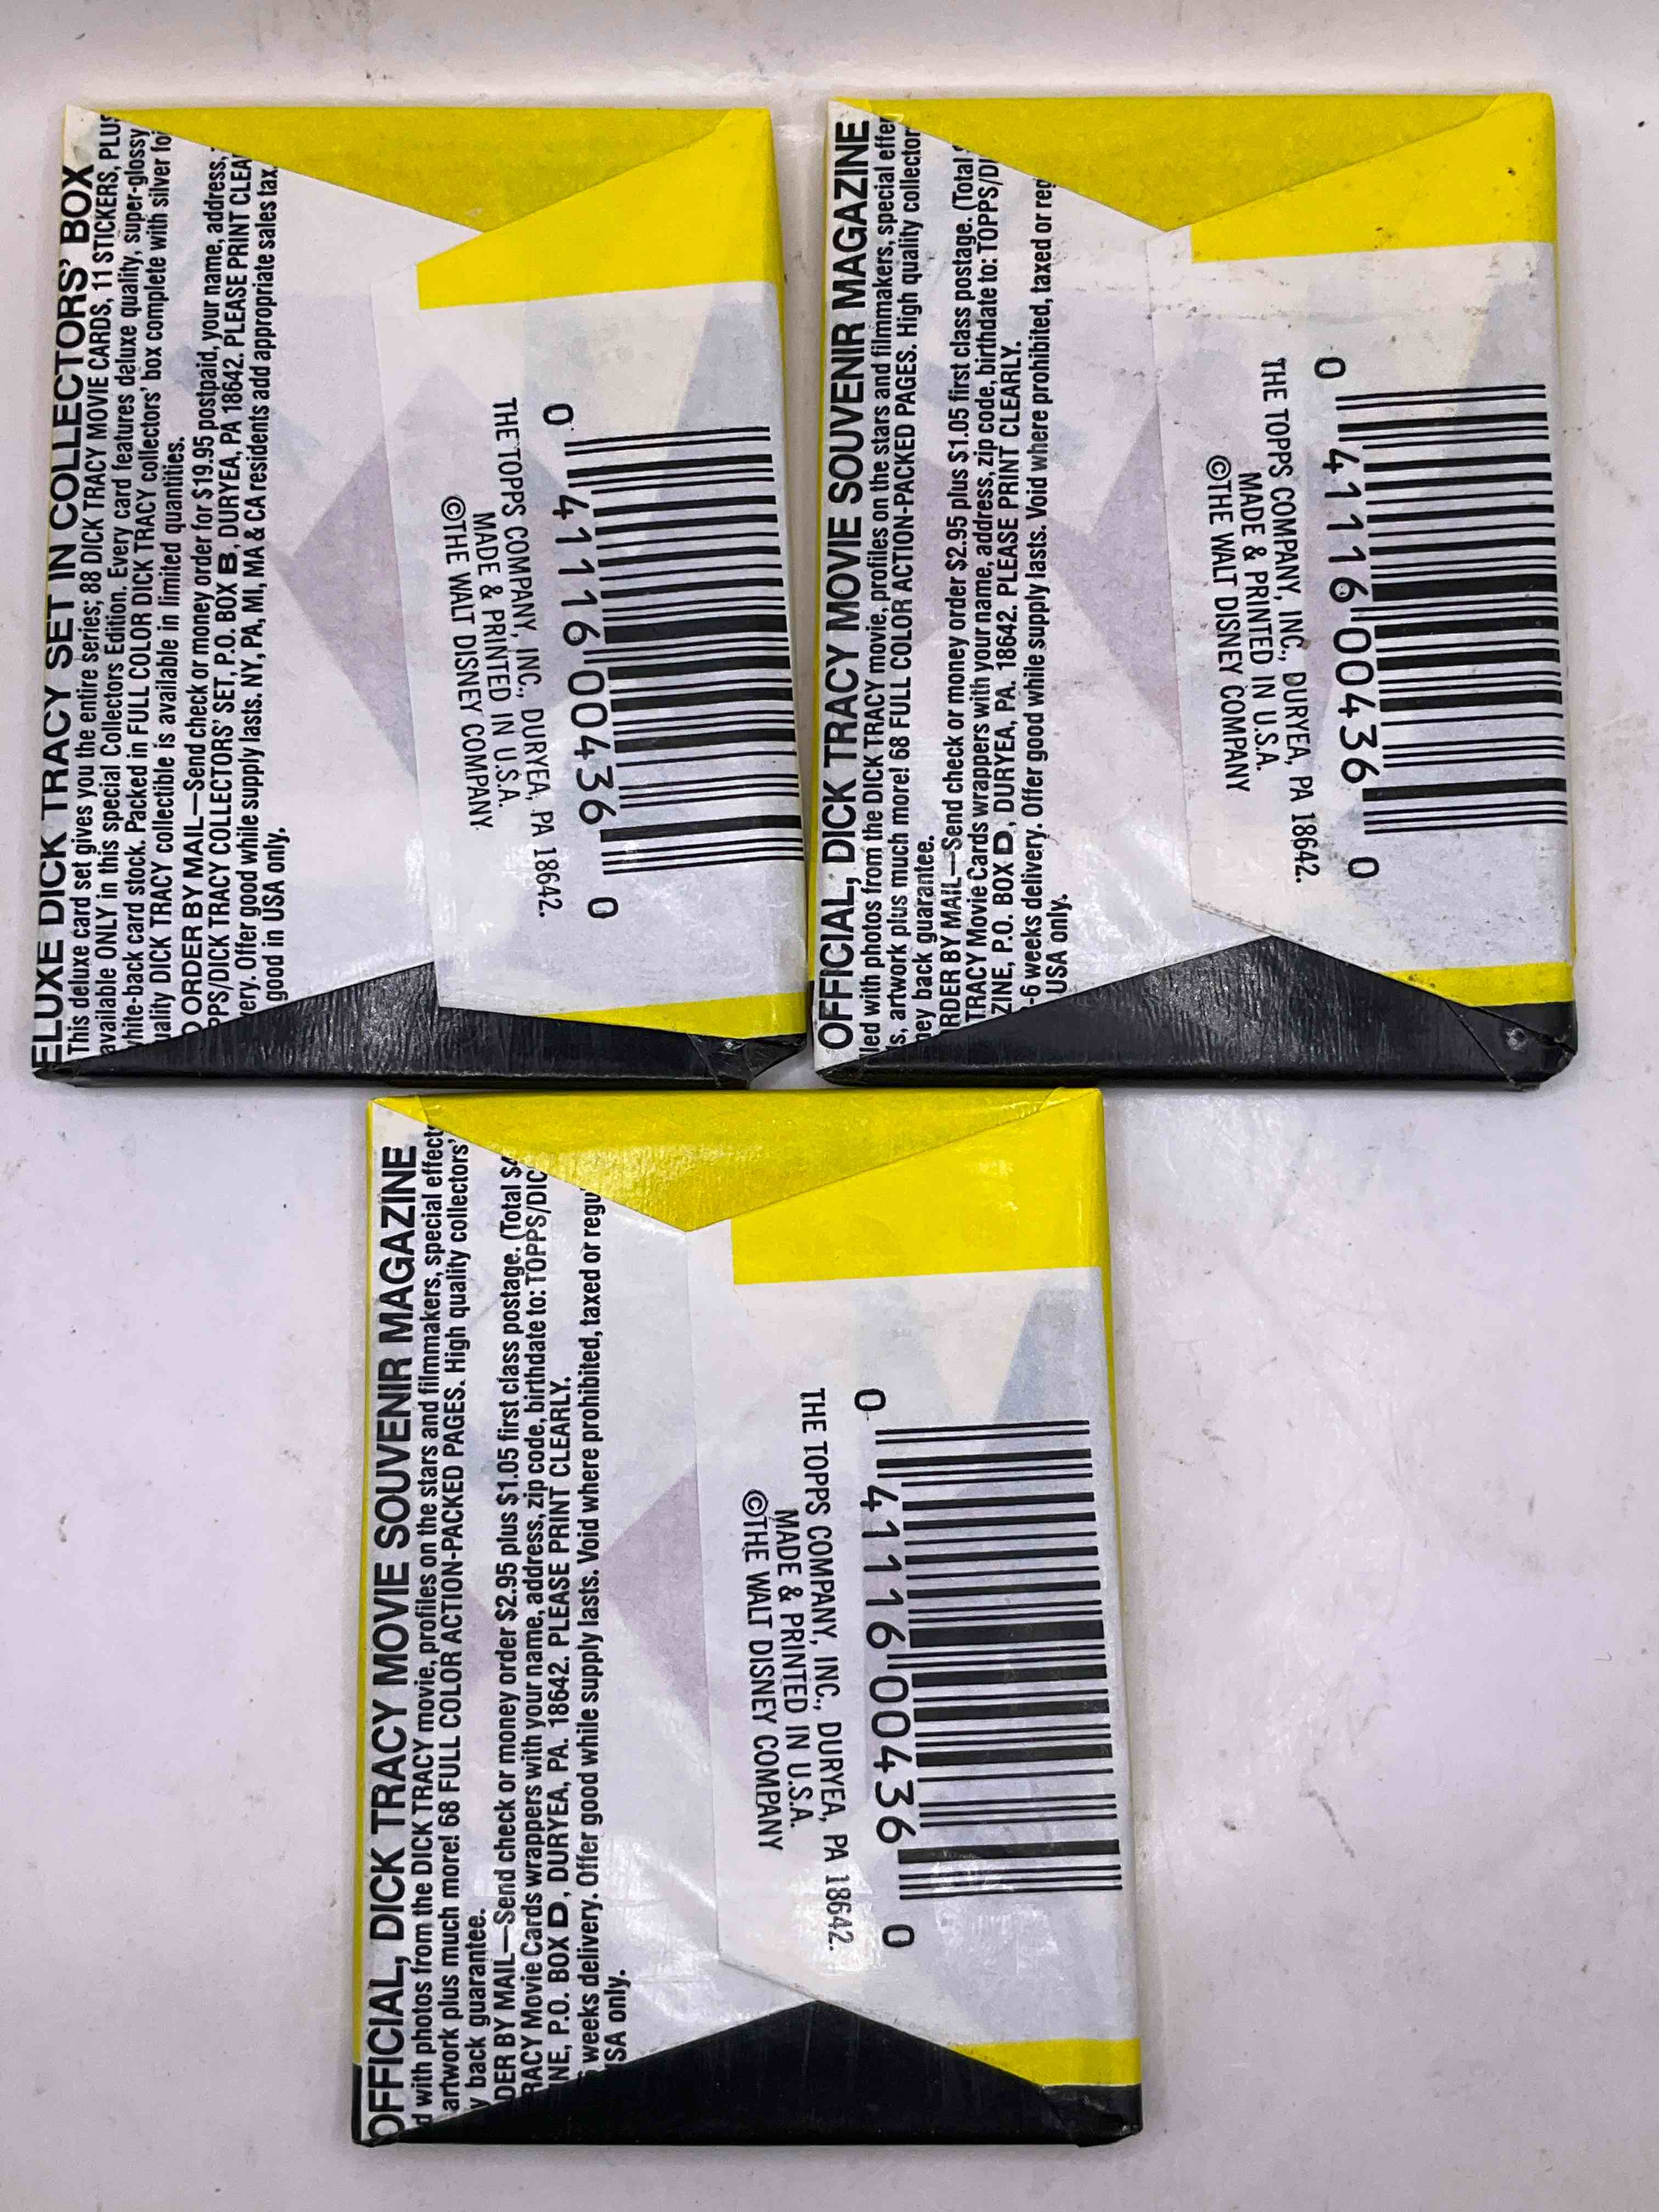 ELUXE DICK TRACY SET IN COLLECTORS' BOX
This deluxe card set gives you the entire series; 88 DICK TRACY MOVIE CARDS, 11 STICKERS, PLUS
available ONLY in this special Collectors Edition. Every card features deluxe quality, super-glossy
white-back card stock. Packed in FULL COLOR DICK TRACY collectors' box complete with silver foi
uality DICK TRACY collectible is available in limited quantities.
O ORDER BY MAIL—Send check or money order for $19.95 postpaid, your name, address,
PPS/DICK TRACY COLLECTORS' SET, P.O. BOX B, DURYEA, PA 18642. PLEASE PRINT CLEA
very. Offer good while supply lasts. NY, PA, MI, MA & CA residents add appropriate sales tax.
good in USA only.
THE TOPPS COMPANY, INC., DURYEA, PA 18642.
MADE & PRINTED IN U.S.A.
©THE WALT DISNEY COMPANY
0 41116 00436 0
OFFICIAL, DICK TRACY MOVIE SOUVENIR MAGAZINE
led with photos from the DICK TRACY movie, profiles on the stars and filmmakers, special effec
s, artwork plus much more! 68 FULL COLOR ACTION-PACKED PAGES. High quality collector
ney back guarantee.
RDER BY MAIL—Send check or money order $2.95 plus $1.05 first class postage. (Total
TRACY Movie Cards wrappers with your name, address, zip code, birthdate to: TOPPS/DI
ZINE, P.O. BOX D, DURYEA, PA. 18642. PLEASE PRINT CLEARLY.
-6 weeks delivery. Offer good while supply lasts. Void where prohibited, taxed or reg
USA only.
THE TOPPS COMPANY, INC., DURYEA, PA 18642.
MADE & PRINTED IN U.S.A.
©THE WALT DISNEY COMPANY
0 41116 00436 0
OFFICIAL, DICK TRACY MOVIE SOUVENIR MAGAZINE
d with photos from the DICK TRACY movie, profiles on the stars and filmmakers, special effects
artwork plus much more! 68 FULL COLOR ACTION-PACKED PAGES. High quality collectors'
y back guarantee.
DER BY MAIL—Send check or money order $2.95 plus $1.05 first class postage. (Total $4
RACY Movie Cards wrappers with your name, address, zip code, birthdate to: TOPPS/DIC
INE, P.O. BOX D, DURYEA, PA. 18642. PLEASE PRINT CLEARLY.
weeks delivery. Offer good while supply lasts. Void where prohibited, taxed or regu
USA only.
THE TOPPS COMPANY, INC., DURYEA, PA 18642.
MADE & PRINTED IN U.S.A.
©THE WALT DISNEY COMPANY
0 41116 00436 0